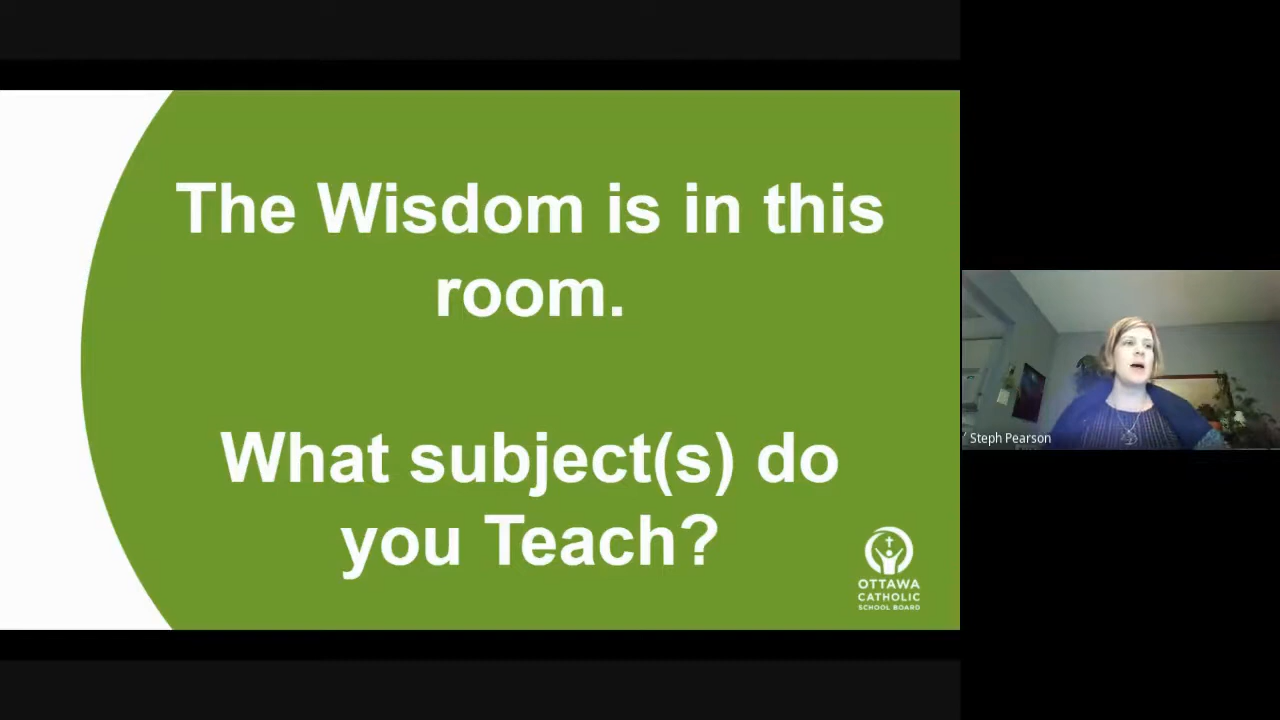 The Wisdom is in this
room.
What subject(s) do
you Teach?
OTTAWA
CATHOLIC
SCHOOL BOARD
Steph Pearson